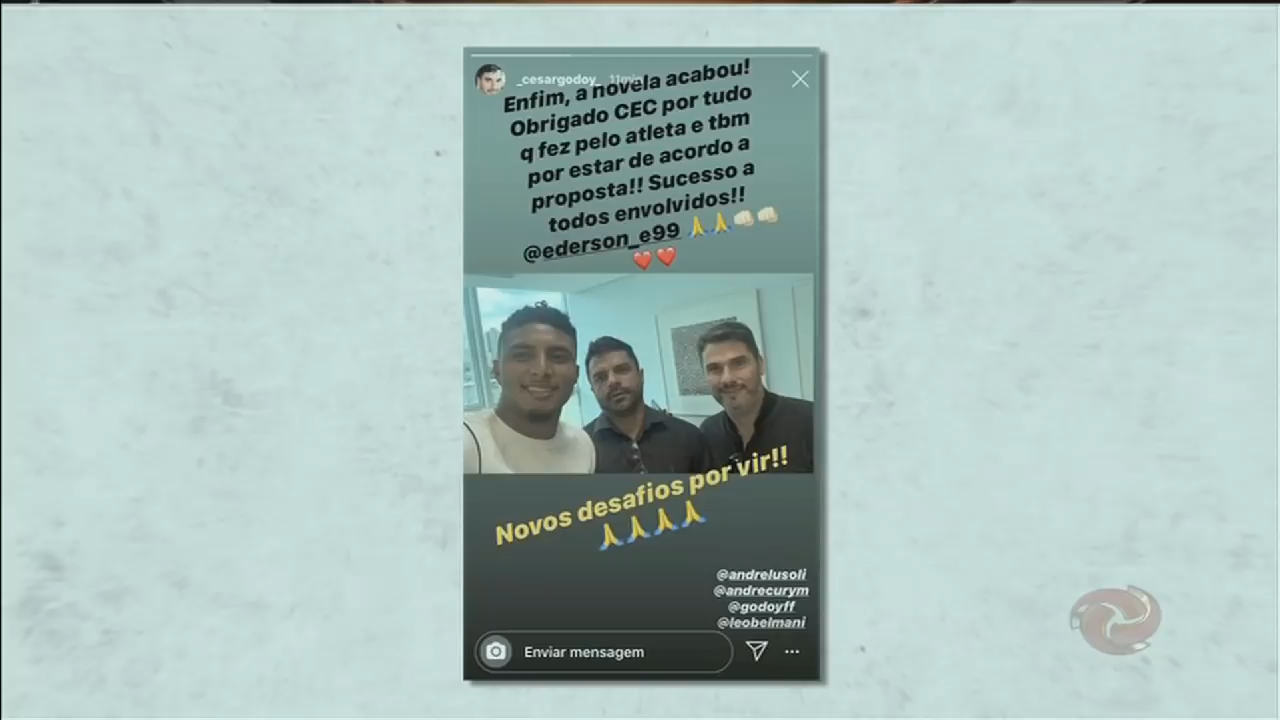 _cesargodoy_ 11min
Enfim, a novela acabou!
Obrigado CEC por tudo
q fez pelo atleta e tbm
por estar de acordo a
proposta!! Sucesso a
todos envolvidos!!
@ederson_e99 🙏🙏👊🏻👊🏻
❤️❤️
Novos desafios por vir!!
🙏🙏🙏🙏
@andrelusoli
@andrecurym
@godoyff
@leobelmani
Enviar mensagem